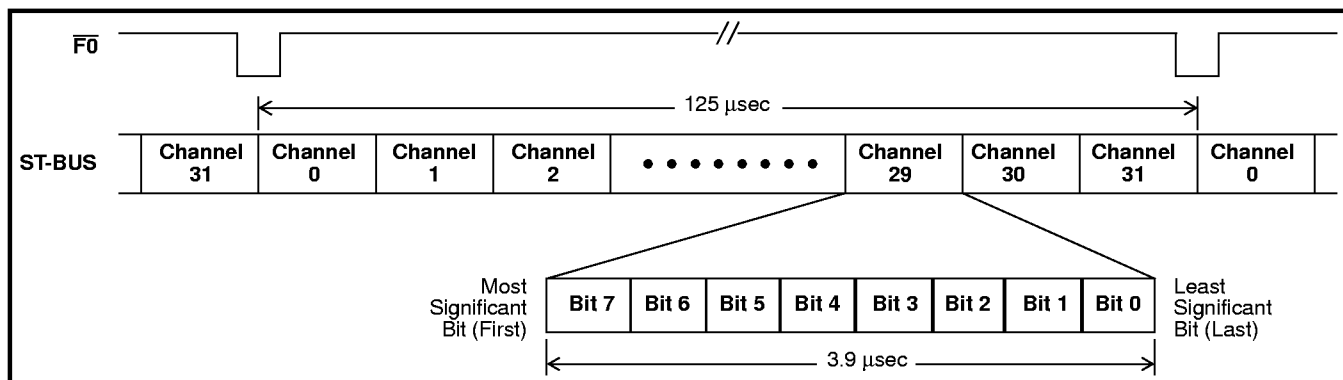 F0
125 μsec
ST-BUS
Channel 31
Channel 0
Channel 1
Channel 2
Channel 29
Channel 30
Channel 31
Channel 0
Most
Significant
Bit (First)
Bit 7 Bit 6 Bit 5 Bit 4 Bit 3 Bit 2 Bit 1 Bit 0
Least
Significant
Bit (Last)
3.9 μsec